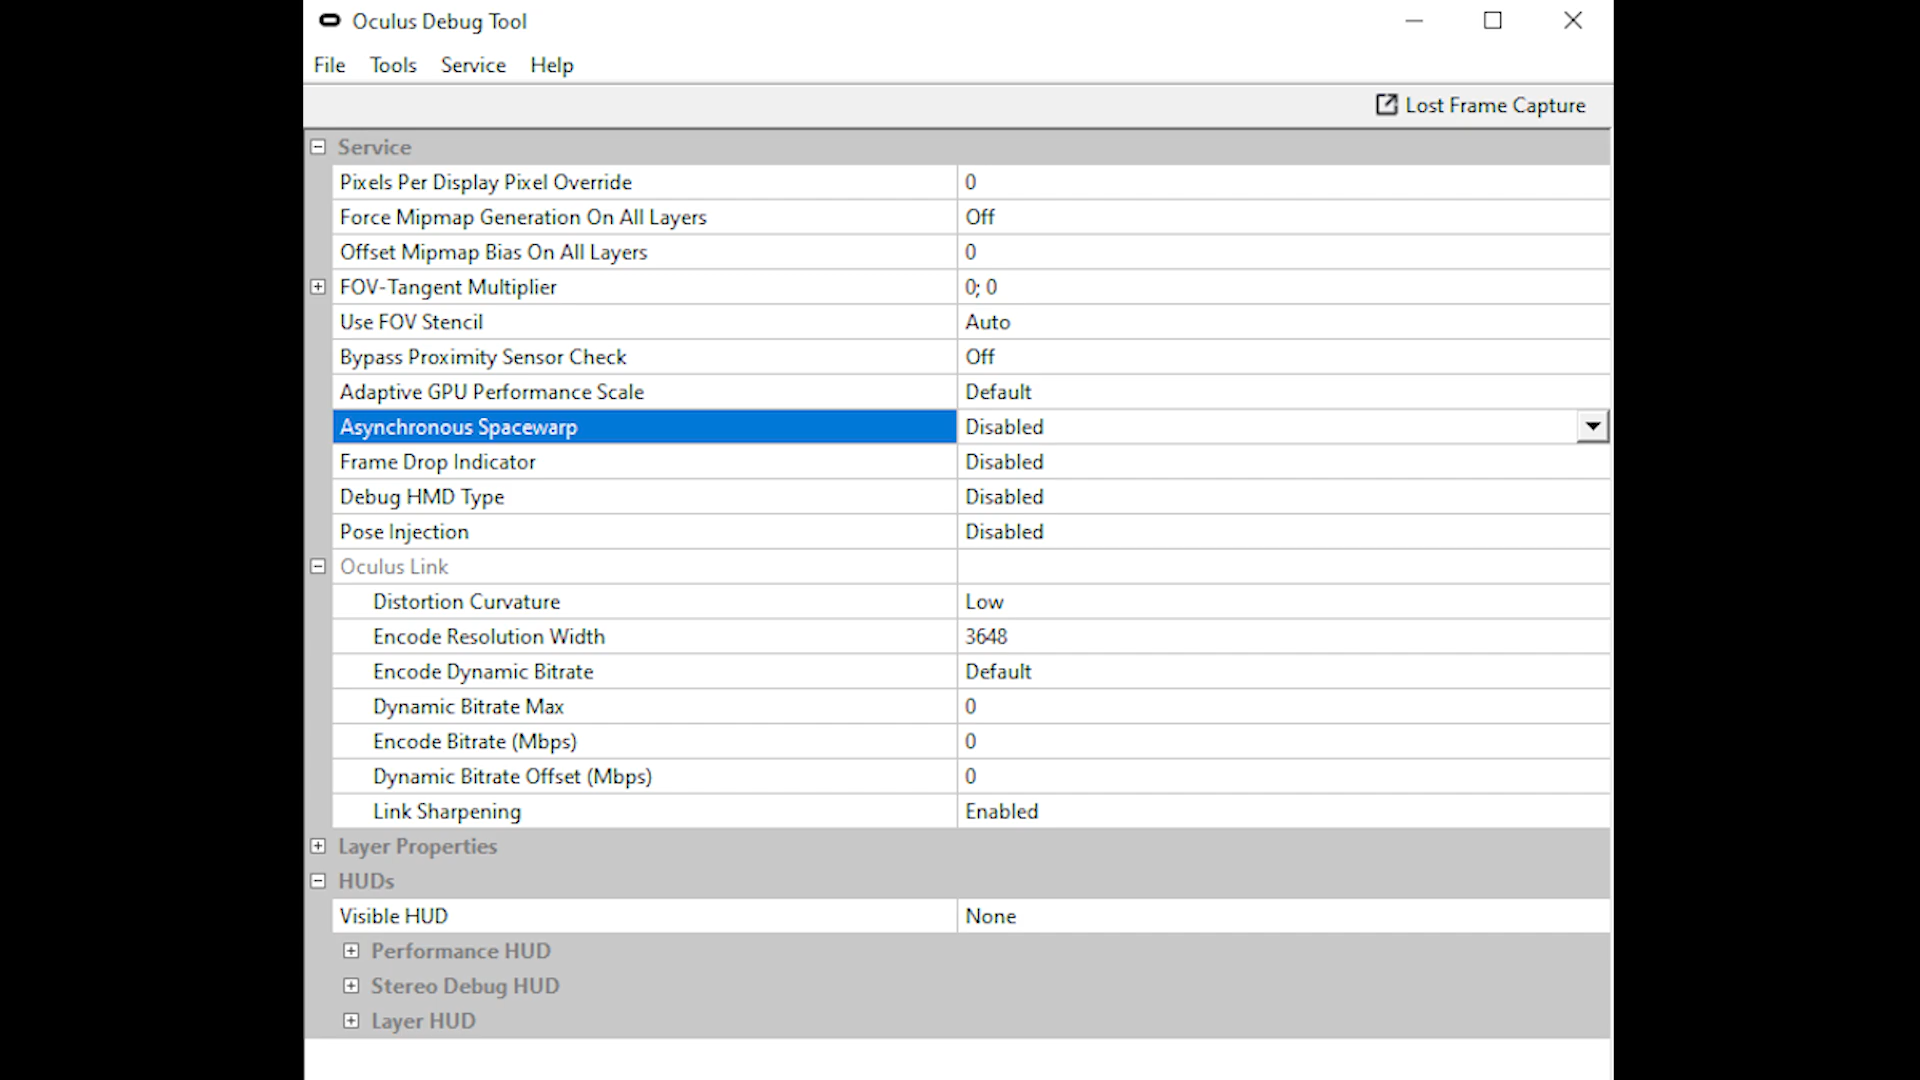 Oculus Debug Tool
File Tools Service Help
Lost Frame Capture
Service
Pixels Per Display Pixel Override 0
Force Mipmap Generation On All Layers Off
Offset Mipmap Bias On All Layers 0
FOV-Tangent Multiplier 0; 0
Use FOV Stencil Auto
Bypass Proximity Sensor Check Off
Adaptive GPU Performance Scale Default
Asynchronous Spacewarp Disabled
Frame Drop Indicator Disabled
Debug HMD Type Disabled
Pose Injection Disabled
Oculus Link
Distortion Curvature Low
Encode Resolution Width 3648
Encode Dynamic Bitrate Default
Dynamic Bitrate Max 0
Encode Bitrate (Mbps) 0
Dynamic Bitrate Offset (Mbps) 0
Link Sharpening Enabled
Layer Properties
HUDs
Visible HUD None
Performance HUD
Stereo Debug HUD
Layer HUD